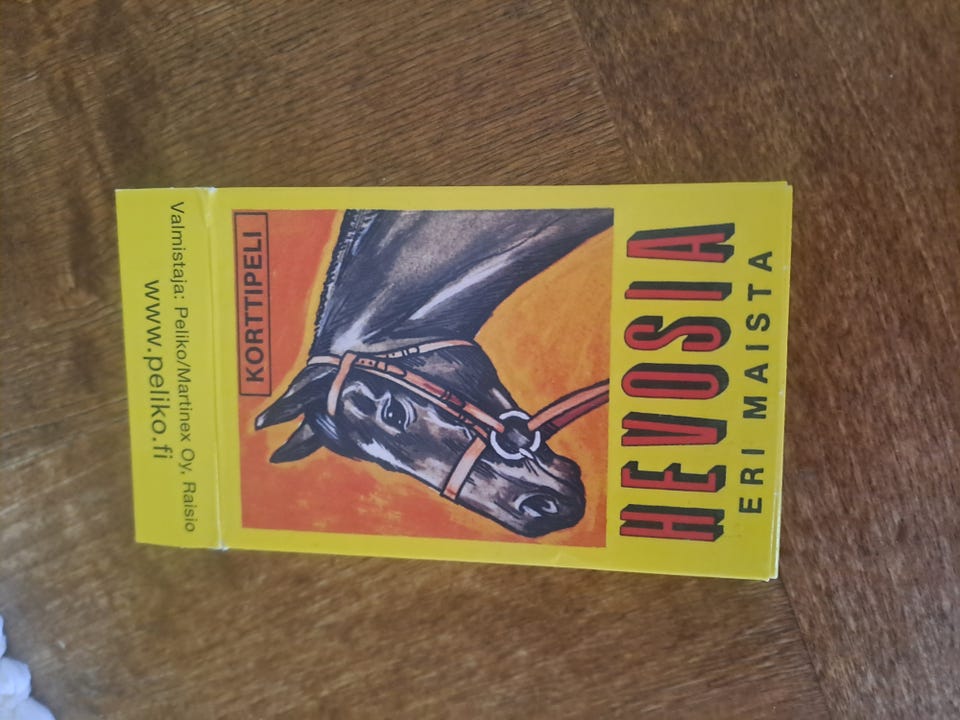 Valmistaja: Peliko/Martinex Oy, Raisio
www.peliko.fi
KORTTIPELI
HEVOSIA
ERI MAISTA